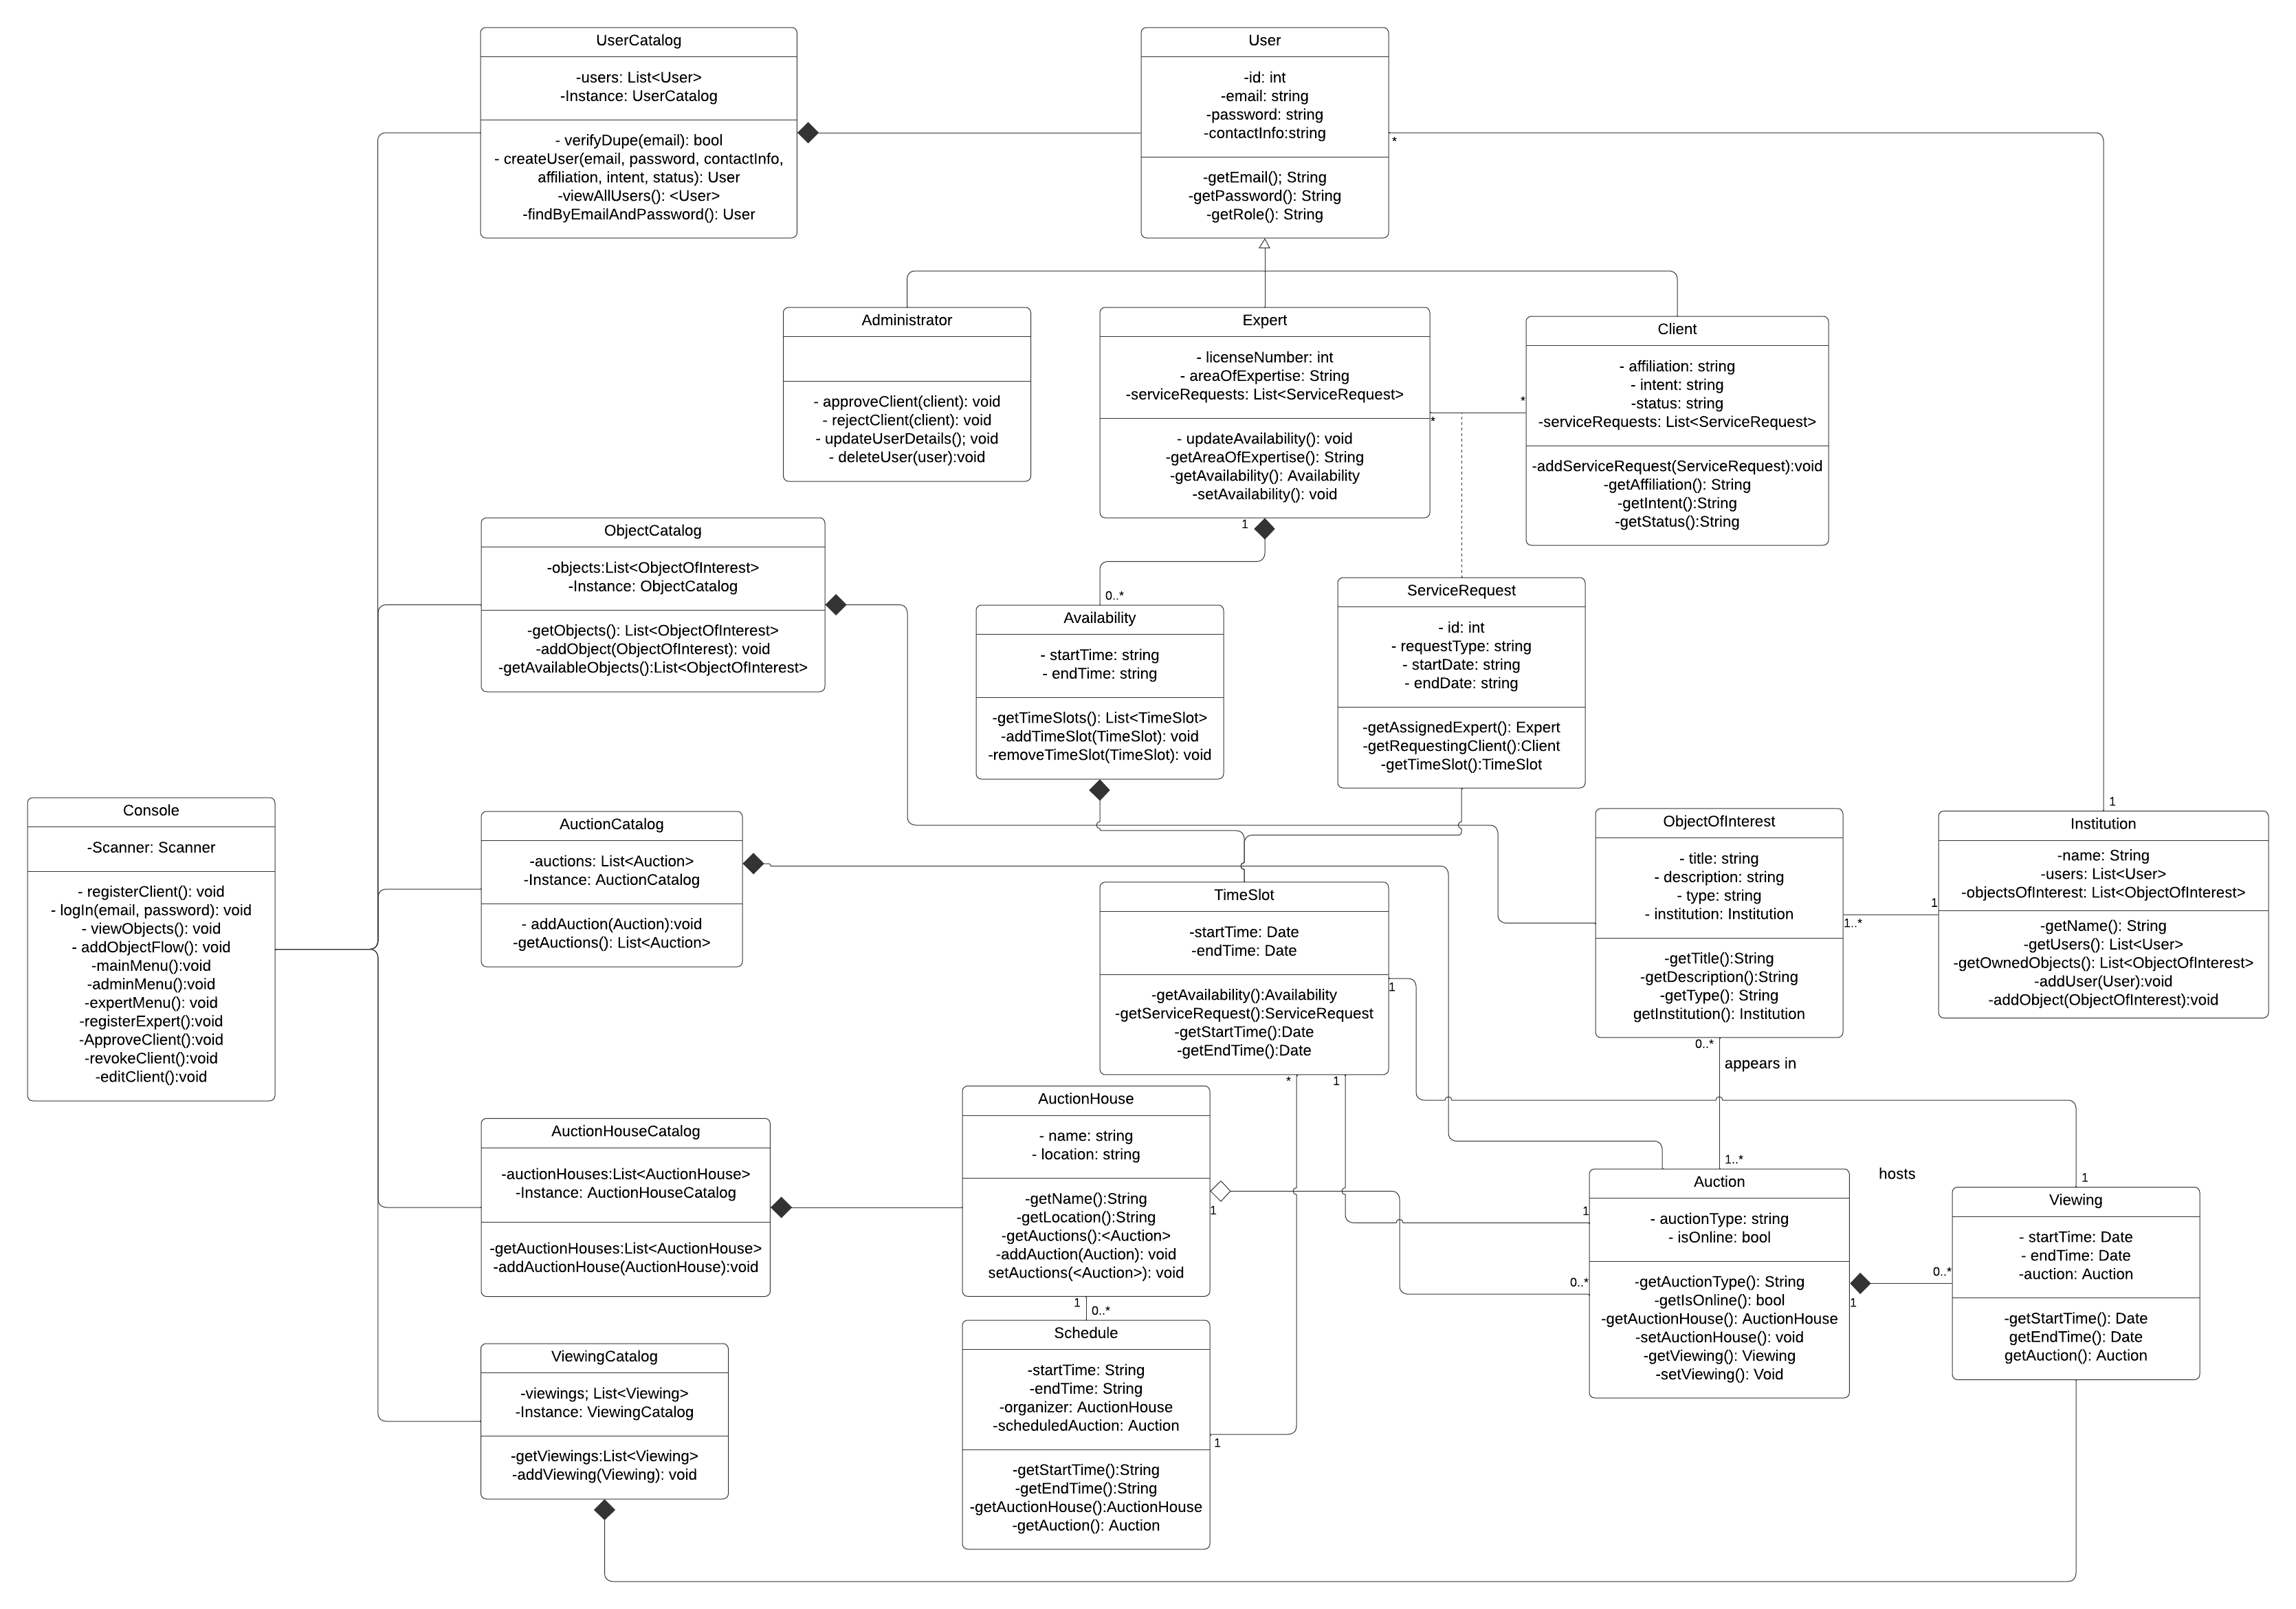 UserCatalog
-users: List<User>
-Instance: UserCatalog
- verifyDupe(email): bool
- createUser(email, password, contactInfo,
affiliation, intent, status): User
-viewAllUsers(): <User>
-findByEmailAndPassword(): User
User
-id: int
-email: string
-password: string
-contactInfo:string
-getEmail(); String
-getPassword(): String
-getRole(): String
*
Administrator
- approveClient(client): void
- rejectClient(client): void
- updateUserDetails(); void
- deleteUser(user):void
Expert
- licenseNumber: int
- areaOfExpertise: String
-serviceRequests: List<ServiceRequest>
- updateAvailability(): void
-getAreaOfExpertise(): String
-getAvailability(): Availability
-setAvailability(): void
*
*
1
Client
- affiliation: string
- intent: string
-status: string
-serviceRequests: List<ServiceRequest>
-addServiceRequest(ServiceRequest):void
-getAffiliation(): String
-getIntent():String
-getStatus():String
ObjectCatalog
-objects:List<ObjectOfInterest>
-Instance: ObjectCatalog
-getObjects(): List<ObjectOfInterest>
-addObject(ObjectOfInterest): void
-getAvailableObjects():List<ObjectOfInterest>
0..*
Availability
- startTime: string
- endTime: string
-getTimeSlots(): List<TimeSlot>
-addTimeSlot(TimeSlot): void
-removeTimeSlot(TimeSlot): void
ServiceRequest
- id: int
- requestType: string
- startDate: string
- endDate: string
-getAssignedExpert(): Expert
-getRequestingClient():Client
-getTimeSlot():TimeSlot
Console
-Scanner: Scanner
- registerClient(): void
- logIn(email, password): void
- viewObjects(): void
- addObjectFlow(): void
-mainMenu():void
-adminMenu():void
-expertMenu(): void
-registerExpert():void
-ApproveClient():void
-revokeClient():void
-editClient():void
AuctionCatalog
-auctions: List<Auction>
-Instance: AuctionCatalog
- addAuction(Auction):void
-getAuctions(): List<Auction>
TimeSlot
-startTime: Date
-endTime: Date
-getAvailability():Availability
-getServiceRequest():ServiceRequest
-getStartTime():Date
-getEndTime():Date
1
*
1
ObjectOfInterest
- title: string
- description: string
- type: string
- institution: Institution
-getTitle():String
-getDescription():String
-getType(): String
getInstitution(): Institution
1..*
1
0..*
appears in
1
Institution
-name: String
-users: List<User>
-objectsOfInterest: List<ObjectOfInterest>
-getName(): String
-getUsers(): List<User>
-getOwnedObjects(): List<ObjectOfInterest>
-addUser(User):void
-addObject(ObjectOfInterest):void
AuctionHouseCatalog
-auctionHouses:List<AuctionHouse>
-Instance: AuctionHouseCatalog
-getAuctionHouses:List<AuctionHouse>
-addAuctionHouse(AuctionHouse):void
AuctionHouse
- name: string
- location: string
-getName():String
-getLocation():String
-getAuctions():<Auction>
-addAuction(Auction): void
setAuctions(<Auction>): void
1
1
0..*
1..*
hosts
1
Auction
- auctionType: string
- isOnline: bool
-getAuctionType(): String
-getIsOnline(): bool
-getAuctionHouse(): AuctionHouse
-setAuctionHouse(): void
-getViewing(): Viewing
-setViewing(): Void
1
0..*
1
0..*
Viewing
- startTime: Date
- endTime: Date
-auction: Auction
-getStartTime(): Date
getEndTime(): Date
getAuction(): Auction
ViewingCatalog
-viewings; List<Viewing>
-Instance: ViewingCatalog
-getViewings:List<Viewing>
-addViewing(Viewing): void
Schedule
-startTime: String
-endTime: String
-organizer: AuctionHouse
-scheduledAuction: Auction
-getStartTime():String
-getEndTime():String
-getAuctionHouse():AuctionHouse
-getAuction(): Auction
1